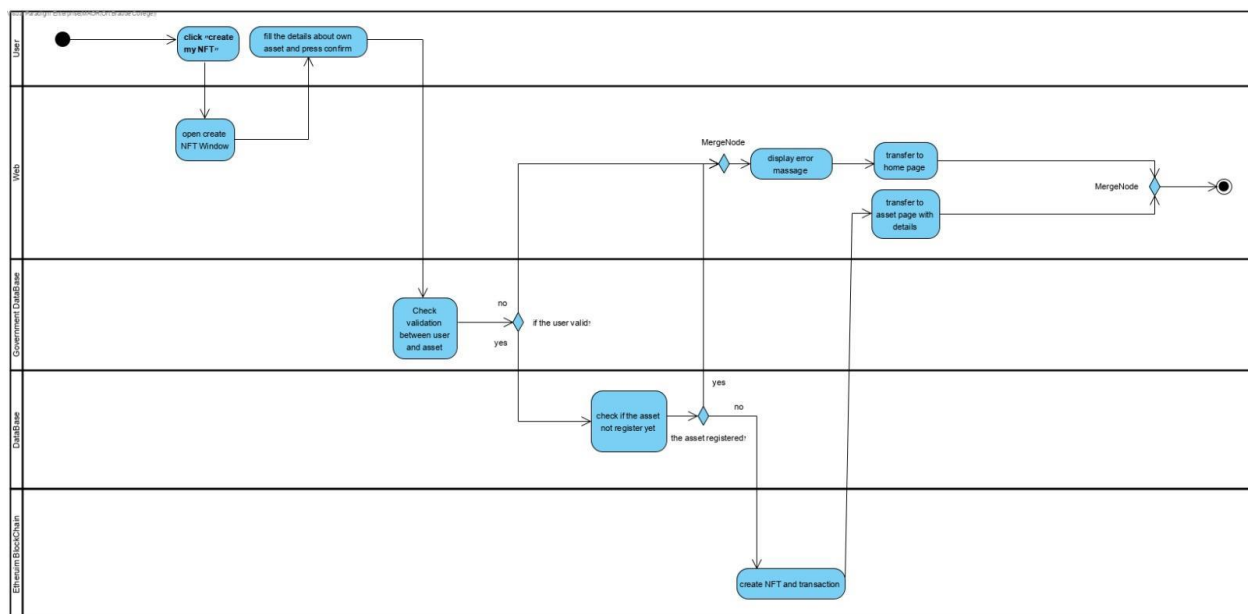 User
click "create
my NFT"
fill the details about own
asset and press confirm
Web
open create
NFT Window
MergeNode
display error
massage
transfer to
home page
MergeNode
transfer to
asset page with
details
Government DataBase
Check
validation
between user
and asset
no
if the user valid?
yes
DataBase
check if the asset
not register yet
yes
no
the asset registered?
Etheruim BlockChain
create NFT and transaction